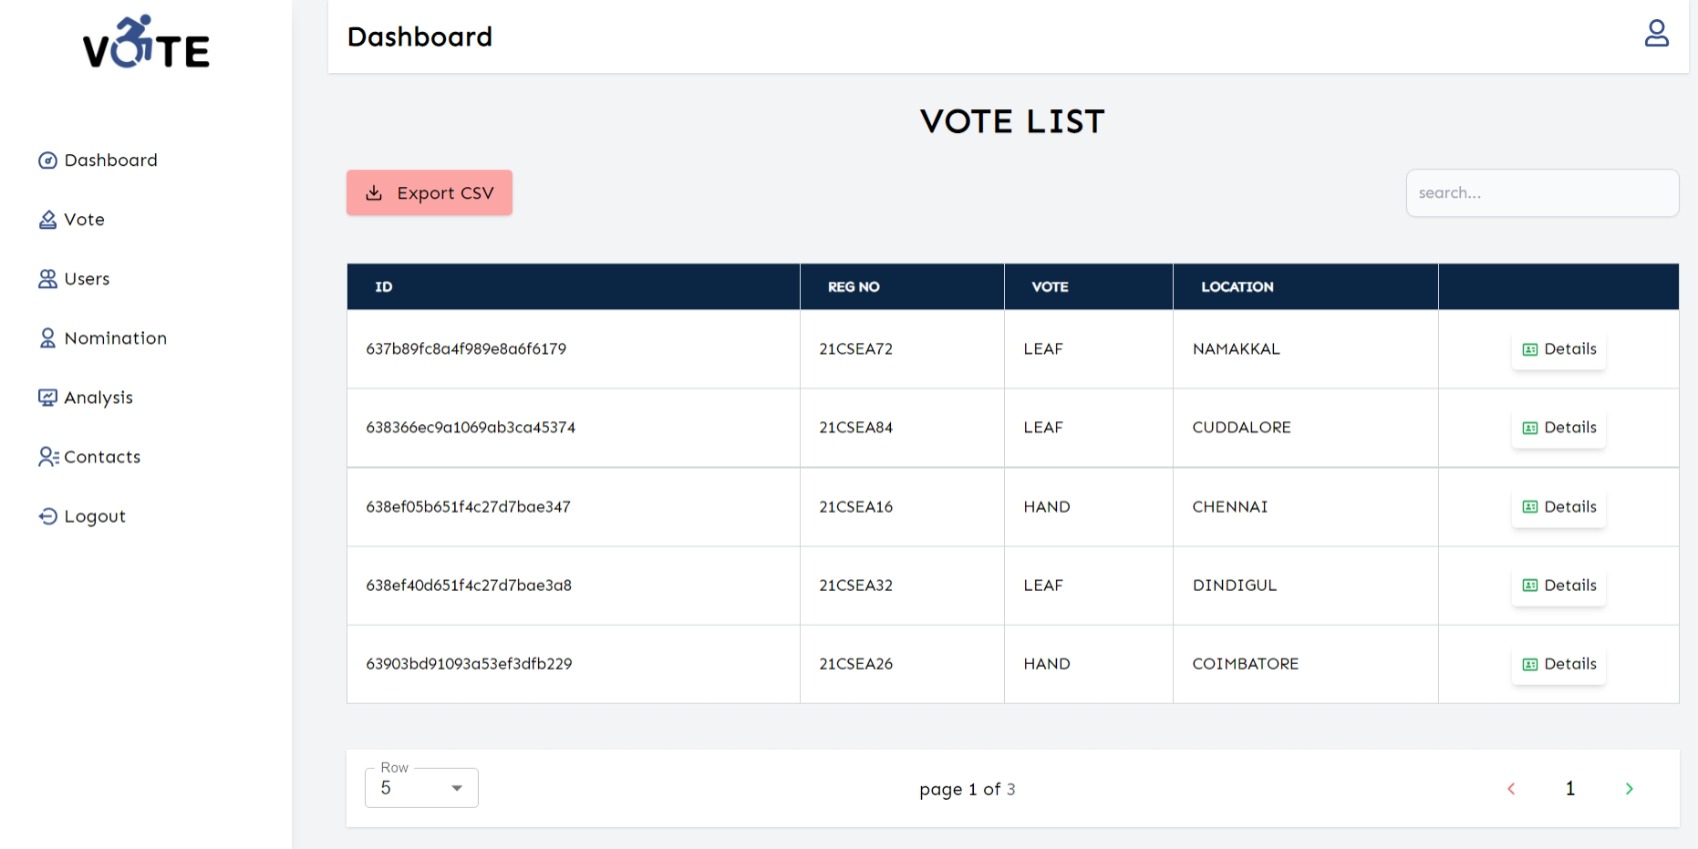 VOTE
Dashboard
Vote
Users
Nomination
Analysis
Contacts
Logout
Dashboard
VOTE LIST
Export CSV
search...
ID REG NO VOTE LOCATION
637b89fc8a4f989e8a6f6179 21CSEA72 LEAF NAMAKKAL Details
638366ec9a1069ab3ca45374 21CSEA84 LEAF CUDDALORE Details
638ef05b651f4c27d7bae347 21CSEA16 HAND CHENNAI Details
638ef40d651f4c27d7bae3a8 21CSEA32 LEAF DINDIGUL Details
63903bd91093a53ef3dfb229 21CSEA26 HAND COIMBATORE Details
Row
5 page 1 of 3 1